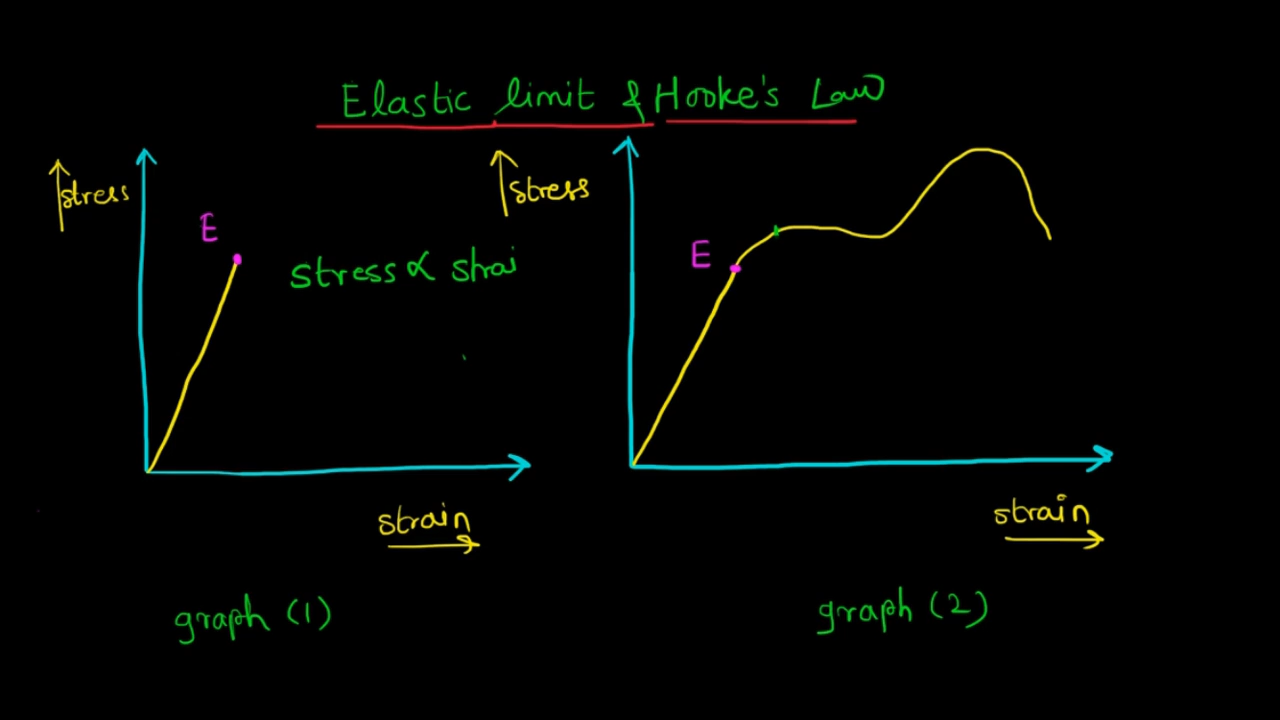 Elastic limit & Hooke's Law
stress
stress
E
E
stress ∝ strai
strain
strain
graph (1)
graph (2)